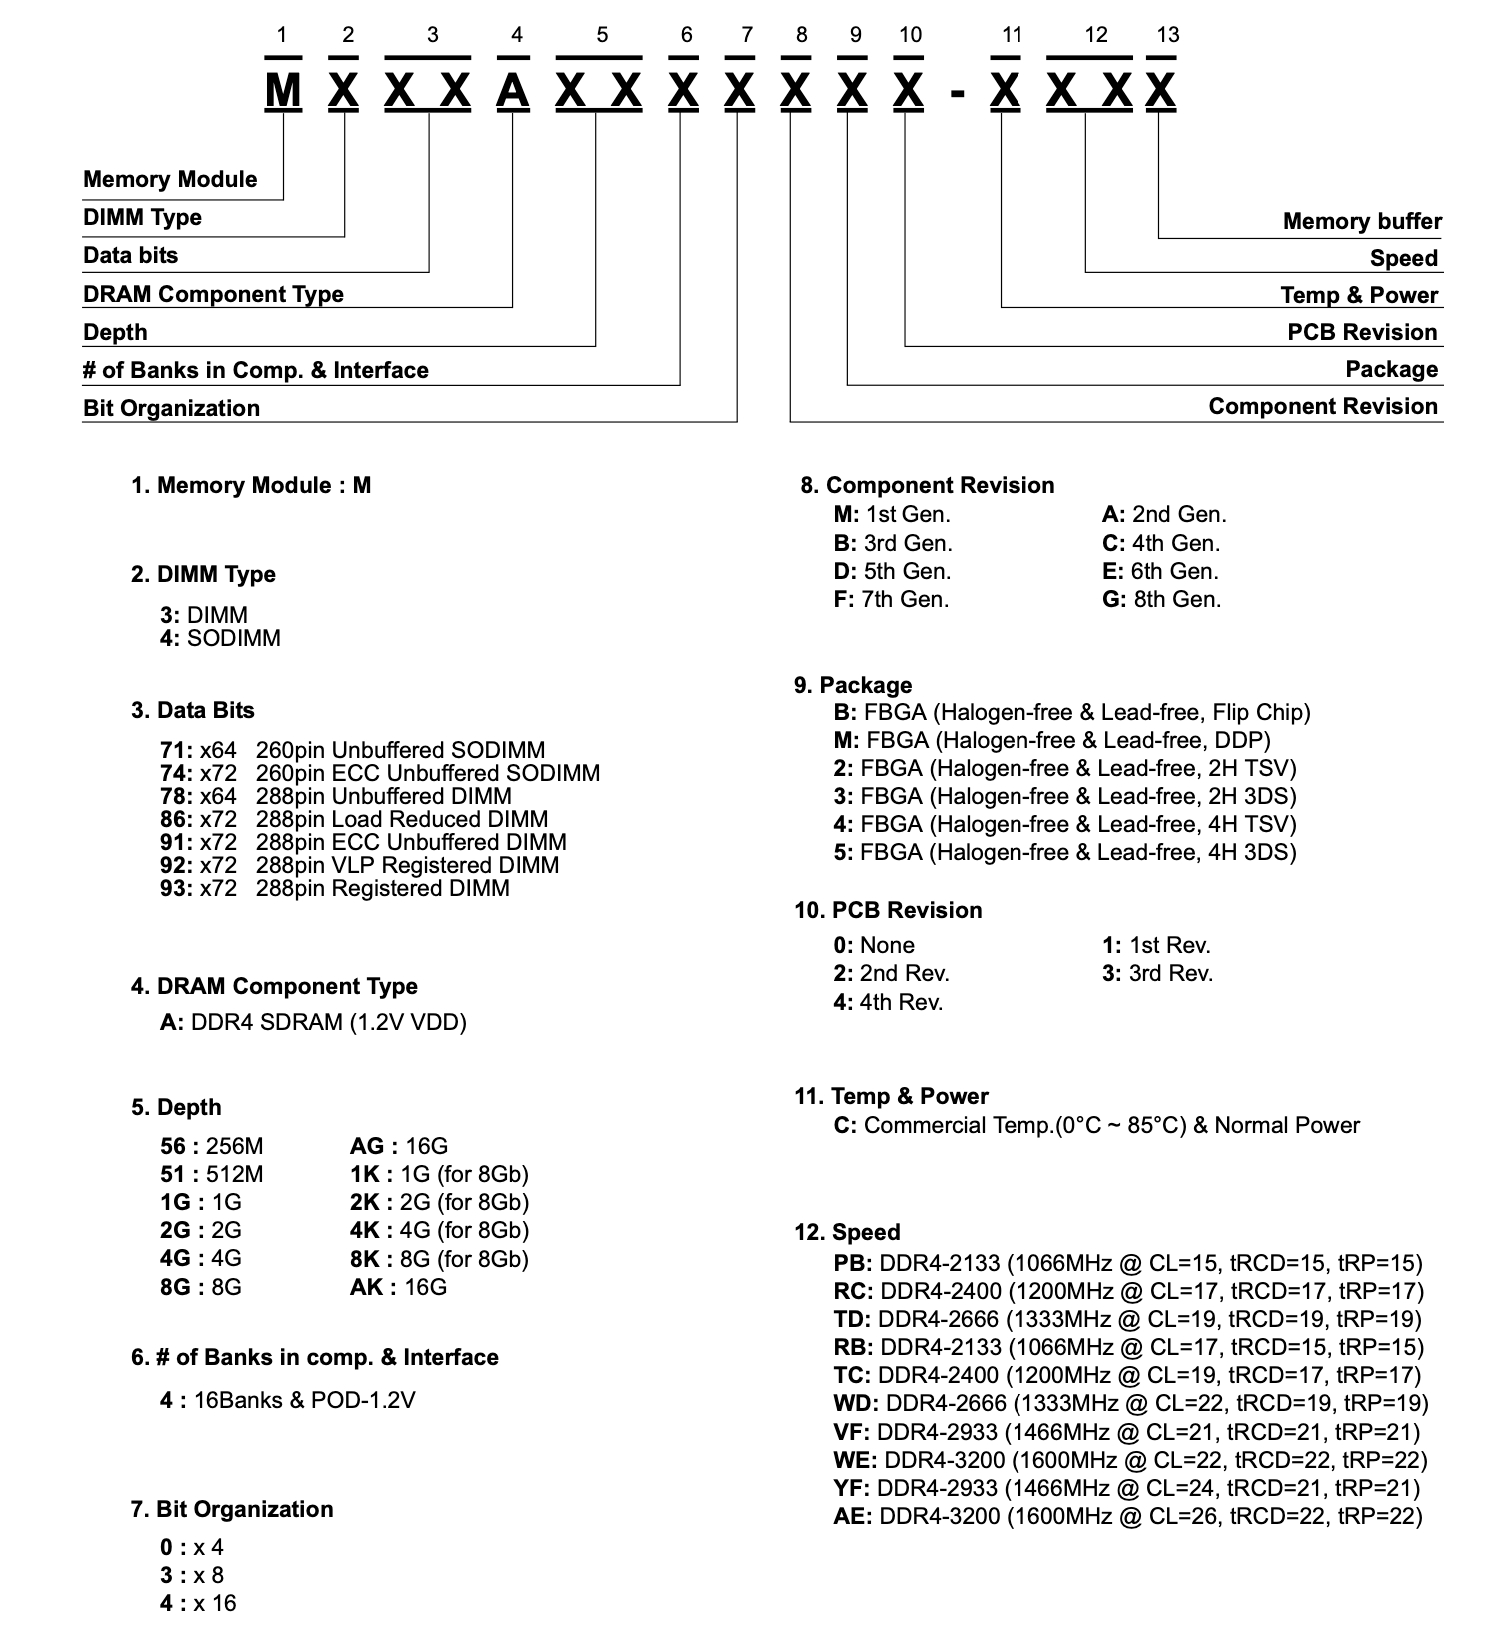 1 2 3 4 5 6 7 8 9 10 11 12 13
M X X X A X X X X X X X - X X X X
Memory Module
DIMM Type
Data bits
DRAM Component Type
Depth
# of Banks in Comp. & Interface
Bit Organization
Memory buffer
Speed
Temp & Power
PCB Revision
Package
Component Revision
1. Memory Module : M
2. DIMM Type
3: DIMM
4: SODIMM
3. Data Bits
71: x64 260pin Unbuffered SODIMM
74: x72 260pin ECC Unbuffered SODIMM
78: x64 288pin Unbuffered DIMM
86: x72 288pin Load Reduced DIMM
91: x72 288pin ECC Unbuffered DIMM
92: x72 288pin VLP Registered DIMM
93: x72 288pin Registered DIMM
4. DRAM Component Type
A: DDR4 SDRAM (1.2V VDD)
5. Depth
56 : 256M AG : 16G
51 : 512M 1K : 1G (for 8Gb)
1G : 1G 2K : 2G (for 8Gb)
2G : 2G 4K : 4G (for 8Gb)
4G : 4G 8K : 8G (for 8Gb)
8G : 8G AK : 16G
6. # of Banks in comp. & Interface
4 : 16Banks & POD-1.2V
7. Bit Organization
0 : x 4
3 : x 8
4 : x 16
8. Component Revision
M: 1st Gen. A: 2nd Gen.
B: 3rd Gen. C: 4th Gen.
D: 5th Gen. E: 6th Gen.
F: 7th Gen. G: 8th Gen.
9. Package
B: FBGA (Halogen-free & Lead-free, Flip Chip)
M: FBGA (Halogen-free & Lead-free, DDP)
2: FBGA (Halogen-free & Lead-free, 2H TSV)
3: FBGA (Halogen-free & Lead-free, 2H 3DS)
4: FBGA (Halogen-free & Lead-free, 4H TSV)
5: FBGA (Halogen-free & Lead-free, 4H 3DS)
10. PCB Revision
0: None 1: 1st Rev.
2: 2nd Rev. 3: 3rd Rev.
4: 4th Rev.
11. Temp & Power
C: Commercial Temp.(0°C ~ 85°C) & Normal Power
12. Speed
PB: DDR4-2133 (1066MHz @ CL=15, tRCD=15, tRP=15)
RC: DDR4-2400 (1200MHz @ CL=17, tRCD=17, tRP=17)
TD: DDR4-2666 (1333MHz @ CL=19, tRCD=19, tRP=19)
RB: DDR4-2133 (1066MHz @ CL=17, tRCD=15, tRP=15)
TC: DDR4-2400 (1200MHz @ CL=19, tRCD=17, tRP=17)
WD: DDR4-2666 (1333MHz @ CL=22, tRCD=19, tRP=19)
VF: DDR4-2933 (1466MHz @ CL=21, tRCD=21, tRP=21)
WE: DDR4-3200 (1600MHz @ CL=22, tRCD=22, tRP=22)
YF: DDR4-2933 (1466MHz @ CL=24, tRCD=21, tRP=21)
AE: DDR4-3200 (1600MHz @ CL=26, tRCD=22, tRP=22)